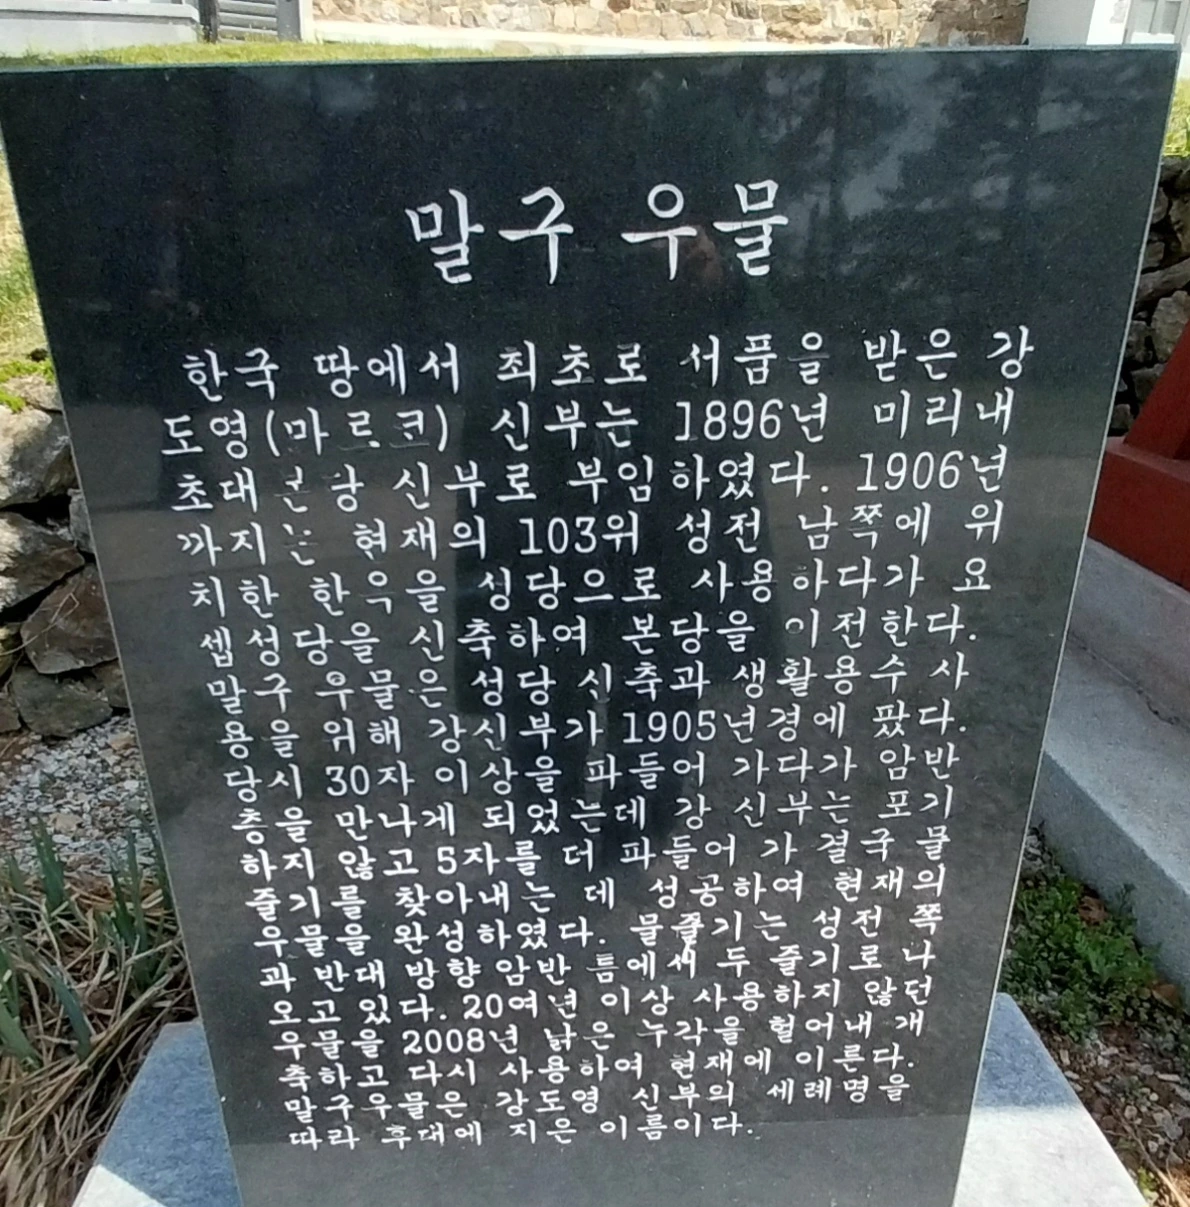 말구 우물
한국 땅에서 최초로 서품을 받은 강
도영(마르코) 신부는 1896년 미리내
초대 본당 신부로 부임하였다. 1906년
까지는 현재의 103위 성전 남쪽에 위
치한 한옥을 성당으로 사용하다가 요
셉성당을 신축하여 본당을 이전한다.
말구 우물은 성당 신축과 생활용수 사
용을 위해 강신부가 1905년경에 팠다.
당시 30자 이상을 파들어 가다가 암반
층을 만나게 되었는데 강 신부는 포기
하지 않고 5자를 더 파들어 가 결국 물
줄기를 찾아내는 데 성공하여 현재의
우물을 완성하였다. 물줄기는 성전 쪽
과 반대 방향 암반 틈에서 두 줄기로 나
오고 있다. 20여년 이상 사용하지 않던
우물을 2008년 낡은 누각을 헐어내 개
축하고 다시 사용하여 현재에 이른다.
말구우물은 강도영 신부의 세례명을
따라 후대에 지은 이름이다.